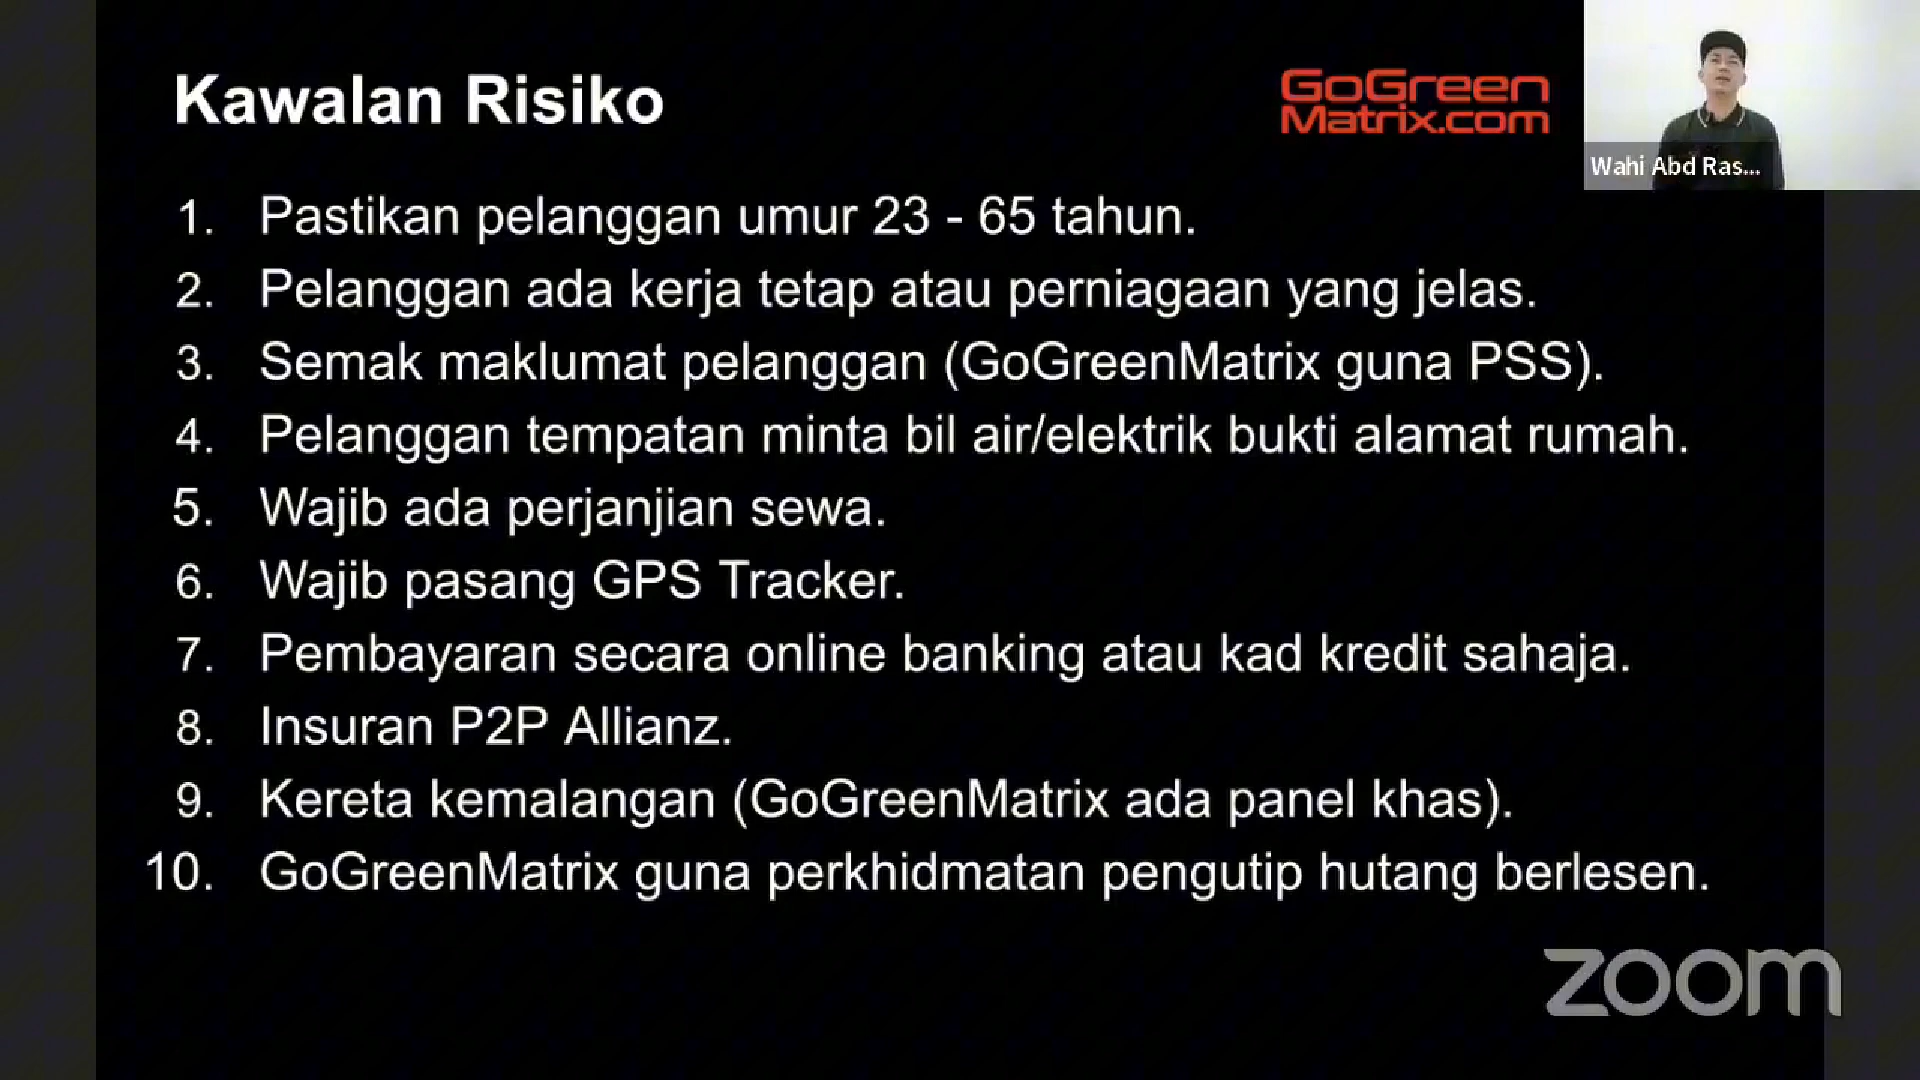 Kawalan Risiko
GoGreen
Matrix.com
Wahi Abd Ras...
1. Pastikan pelanggan umur 23 - 65 tahun.
2. Pelanggan ada kerja tetap atau perniagaan yang jelas.
3. Semak maklumat pelanggan (GoGreenMatrix guna PSS).
4. Pelanggan tempatan minta bil air/elektrik bukti alamat rumah.
5. Wajib ada perjanjian sewa.
6. Wajib pasang GPS Tracker.
7. Pembayaran secara online banking atau kad kredit sahaja.
8. Insuran P2P Allianz.
9. Kereta kemalangan (GoGreenMatrix ada panel khas).
10. GoGreenMatrix guna perkhidmatan pengutip hutang berlesen.
zoom